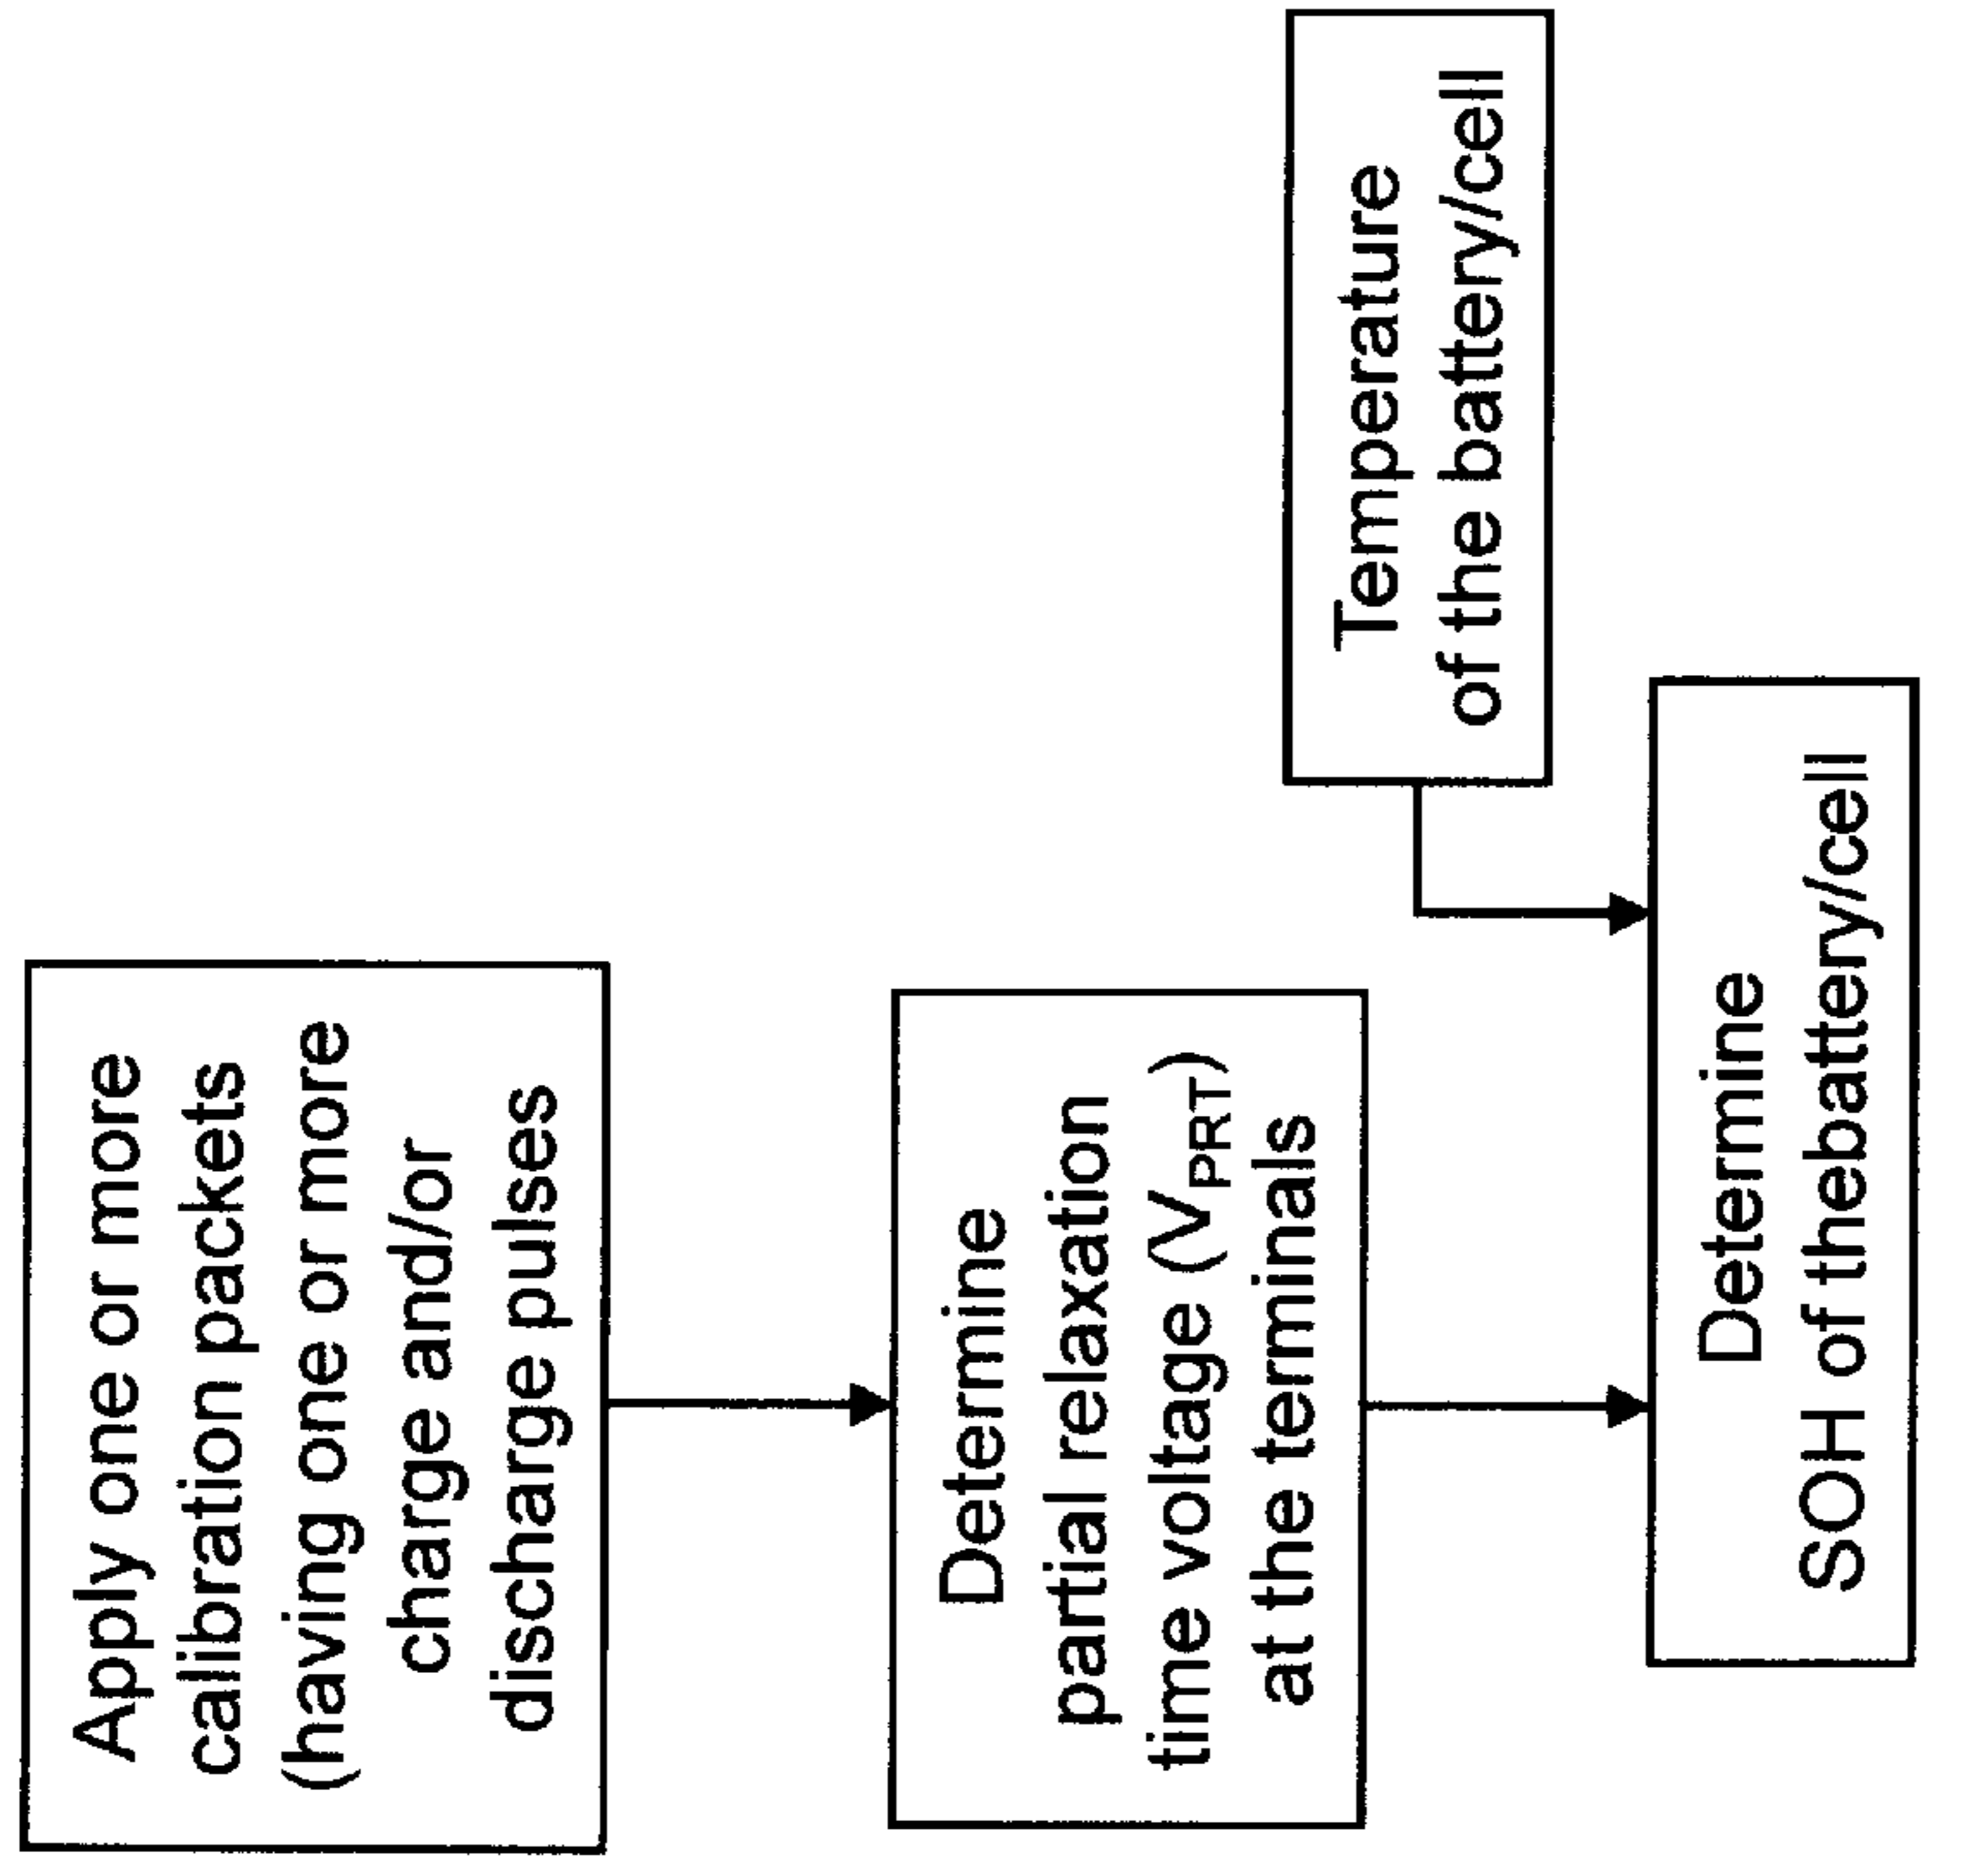 Apply one or more
calibration packets
(having one or more
charge and/or
discharge pulses
Determine
partial relaxation
time voltage (VPRT)
at the terminals
Temperature
of the battery/cell
Determine
SOH of thebattery/cell